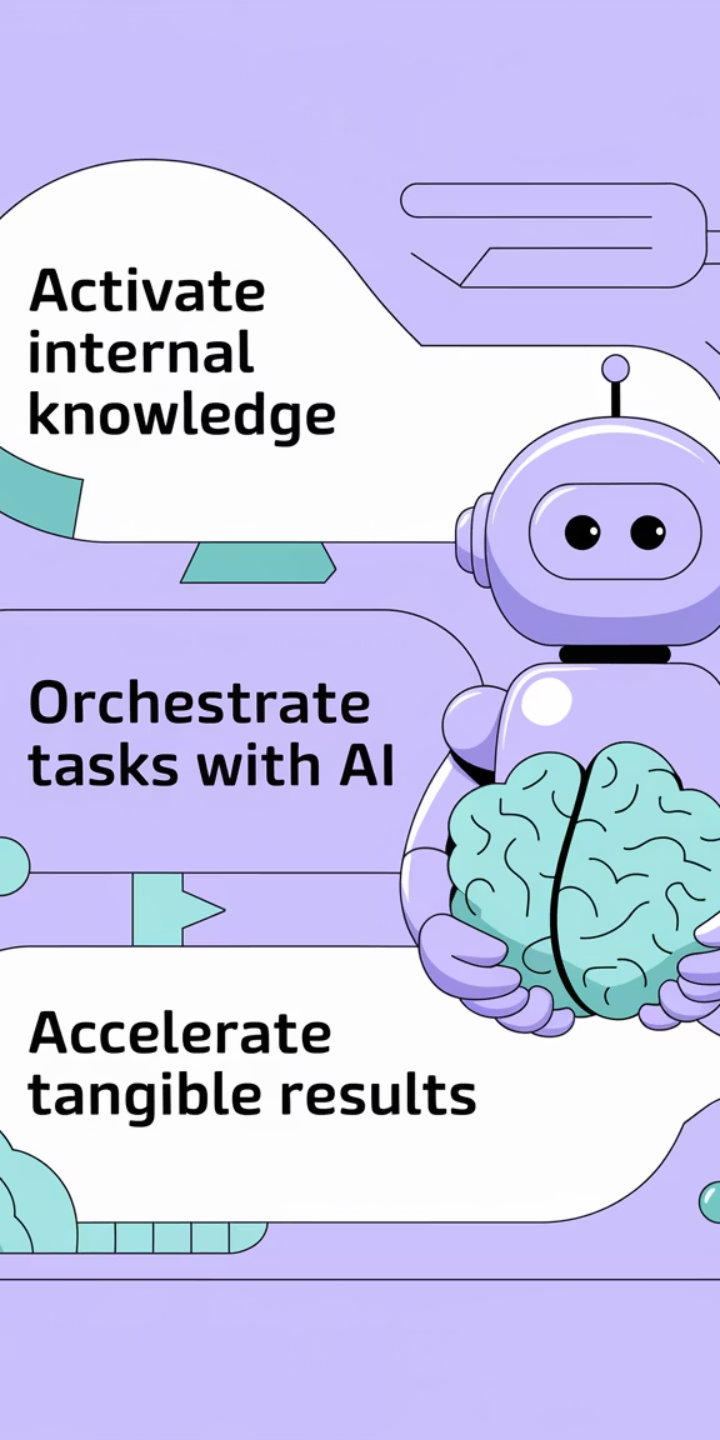 Activate
internal
knowledge
Orchestrate
tasks with AI
Accelerate
tangible results